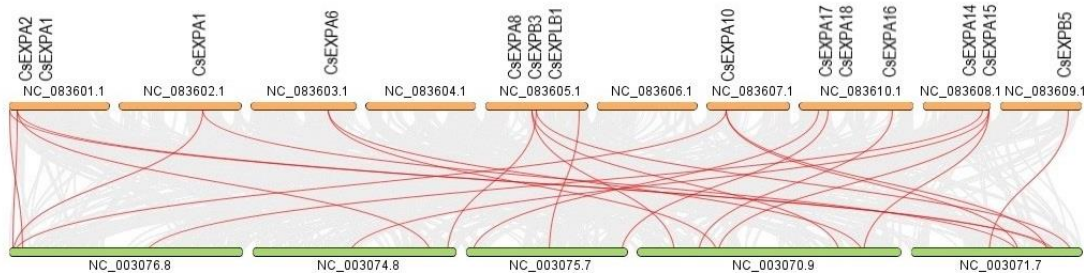 CsEXPA2
CsEXPA1
CsEXPA1
CsEXPA6
CsEXPA8
CsEXPB3
CsEXPLB1
CsEXPA10
CsEXPA17
CsEXPA18
CsEXPA16
CsEXPA14
CsEXPA15
CsEXPB5
NC_083601.1
NC_083602.1
NC_083603.1
NC_083604.1
NC_083605.1
NC_083606.1
NC_083607.1
NC_083610.1
NC_083608.1
NC_083609.1
NC_003076.8
NC_003074.8
NC_003075.7
NC_003070.9
NC_003071.7